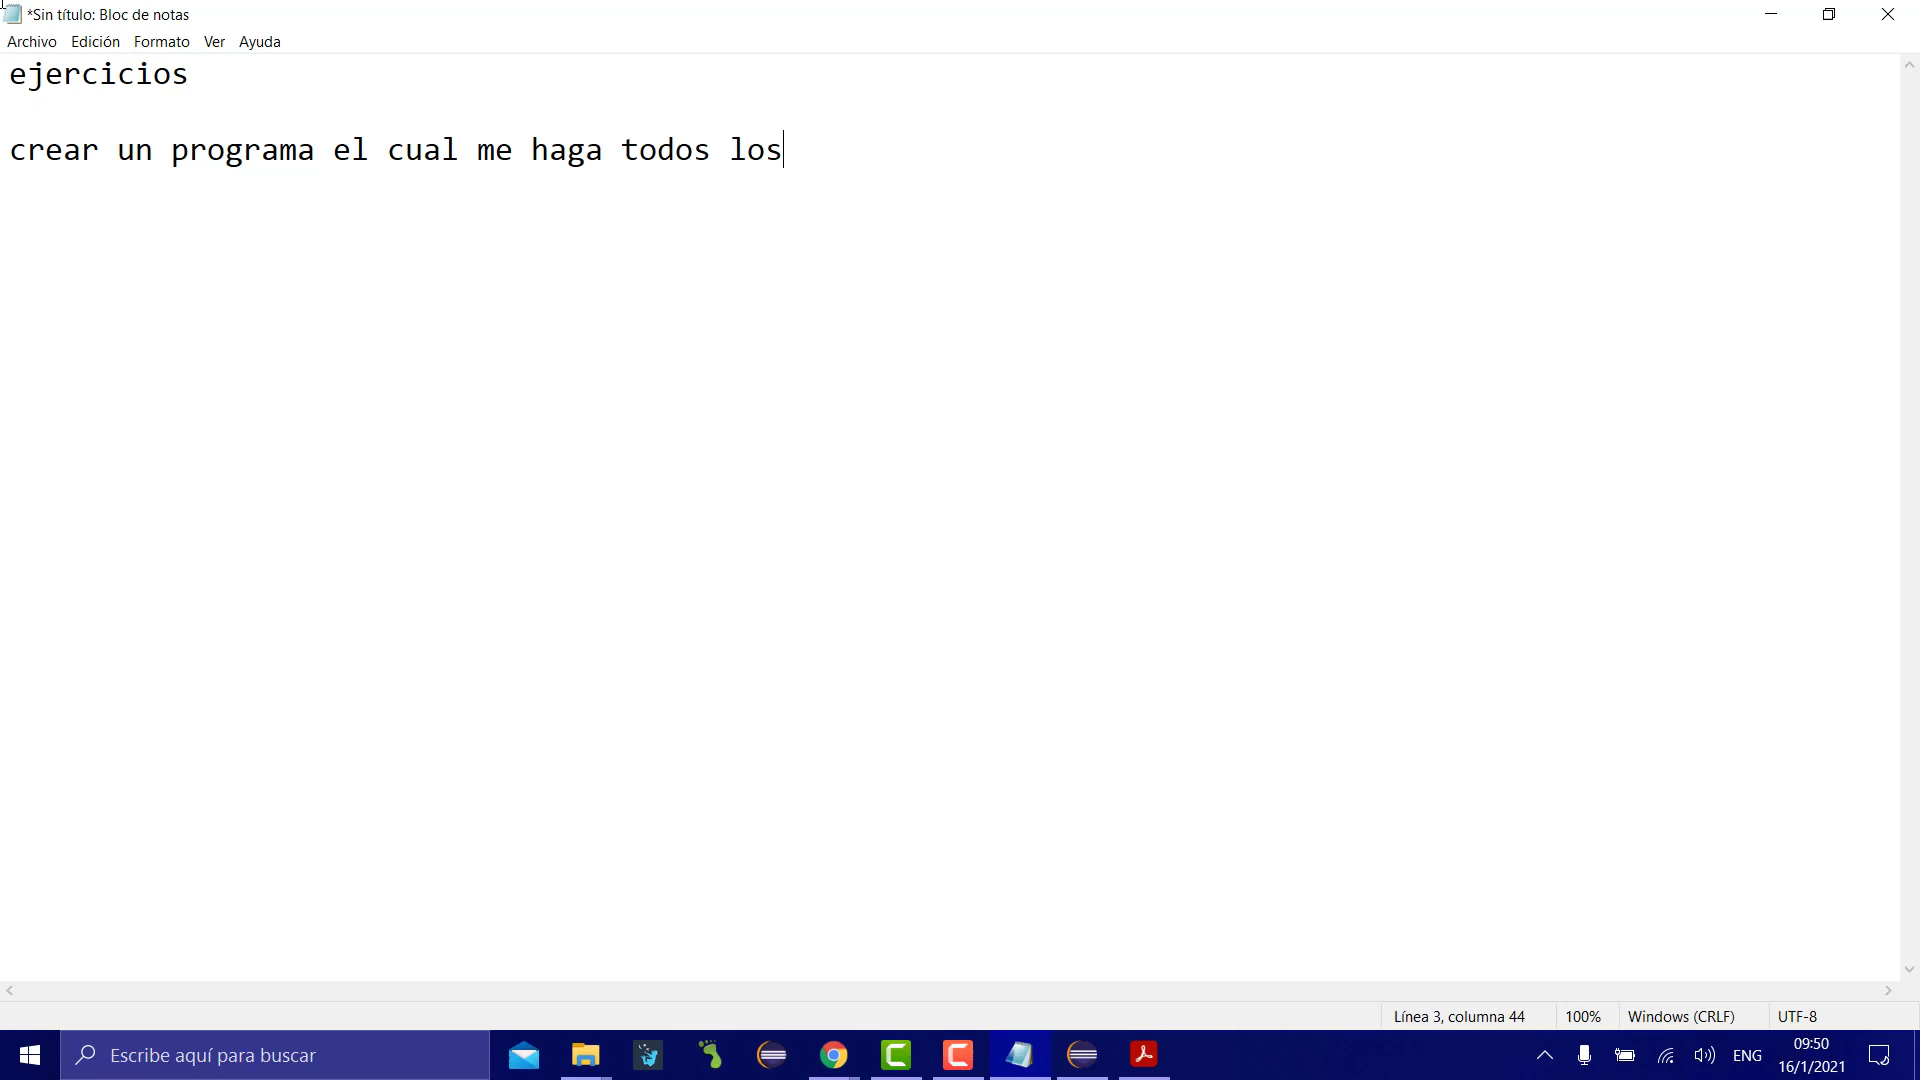 *Sin título: Bloc de notas
Archivo Edición Formato Ver Ayuda
ejercicios
crear un programa el cual me haga todos los
Línea 3, columna 44 100% Windows (CRLF) UTF-8
Escribe aquí para buscar
ENG
09:50
16/1/2021